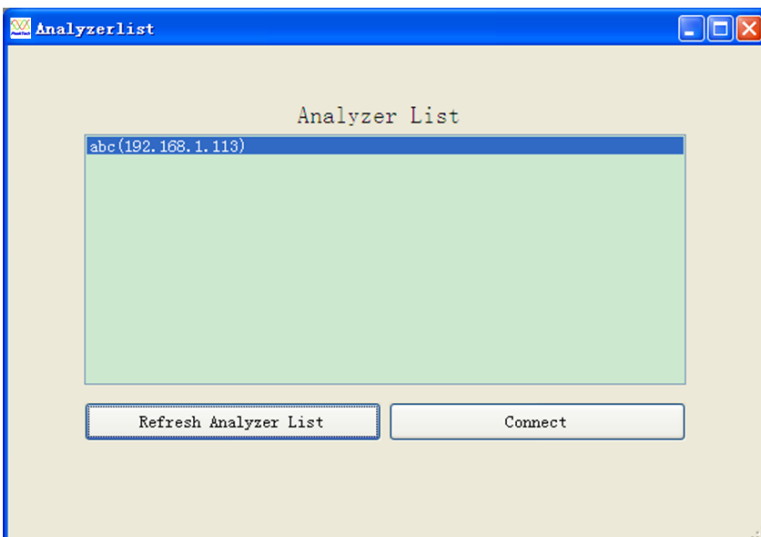 Analyzerlist
Analyzer List
abc(192.168.1.113)
Refresh Analyzer List
Connect